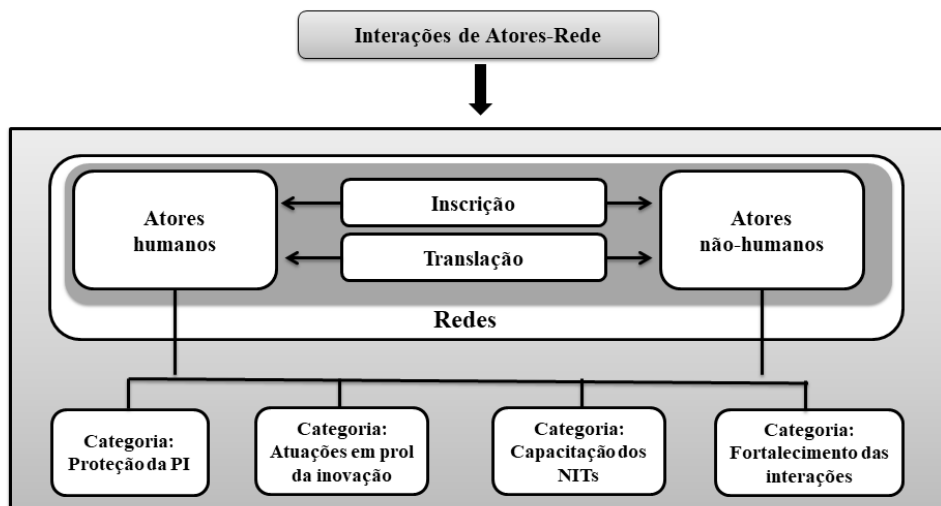 Interações de Atores-Rede
Atores
humanos
Inscrição
Translação
Atores
não-humanos
Redes
Categoria:
Proteção da PI
Categoria:
Atuações em prol
da inovação
Categoria:
Capacitação dos
NITs
Categoria:
Fortalecimento das
interações